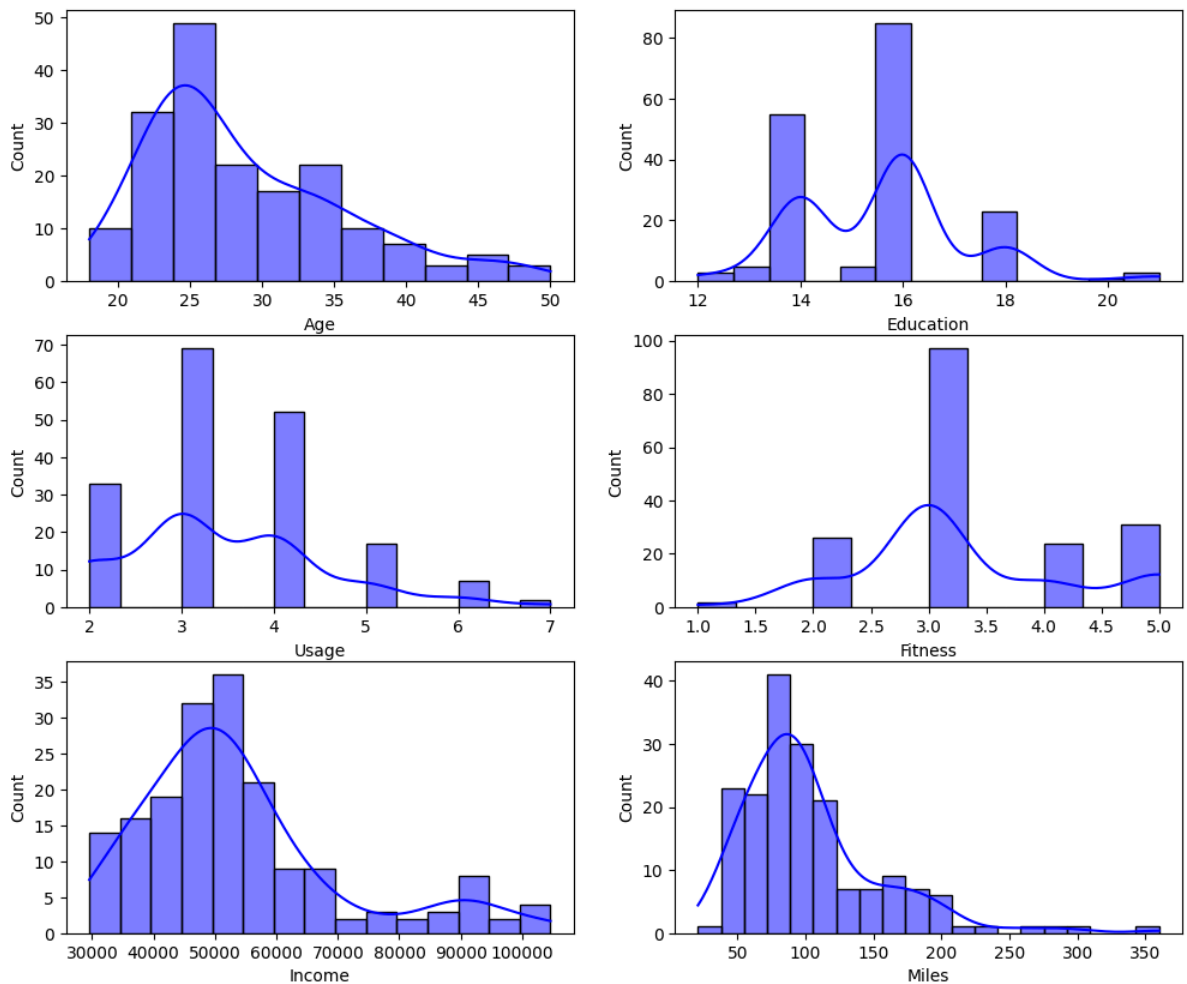 50
40
30
20
10
0
Count
20 25 30 35 40 45 50
Age
80
60
40
20
0
Count
12 14 16 18 20
Education
70
60
50
40
30
20
10
0
Count
2 3 4 5 6 7
Usage
100
80
60
40
20
0
Count
1.0 1.5 2.0 2.5 3.0 3.5 4.0 4.5 5.0
Fitness
35
30
25
20
15
10
5
0
Count
30000 40000 50000 60000 70000 80000 90000 100000
Income
40
30
20
10
0
Count
50 100 150 200 250 300 350
Miles